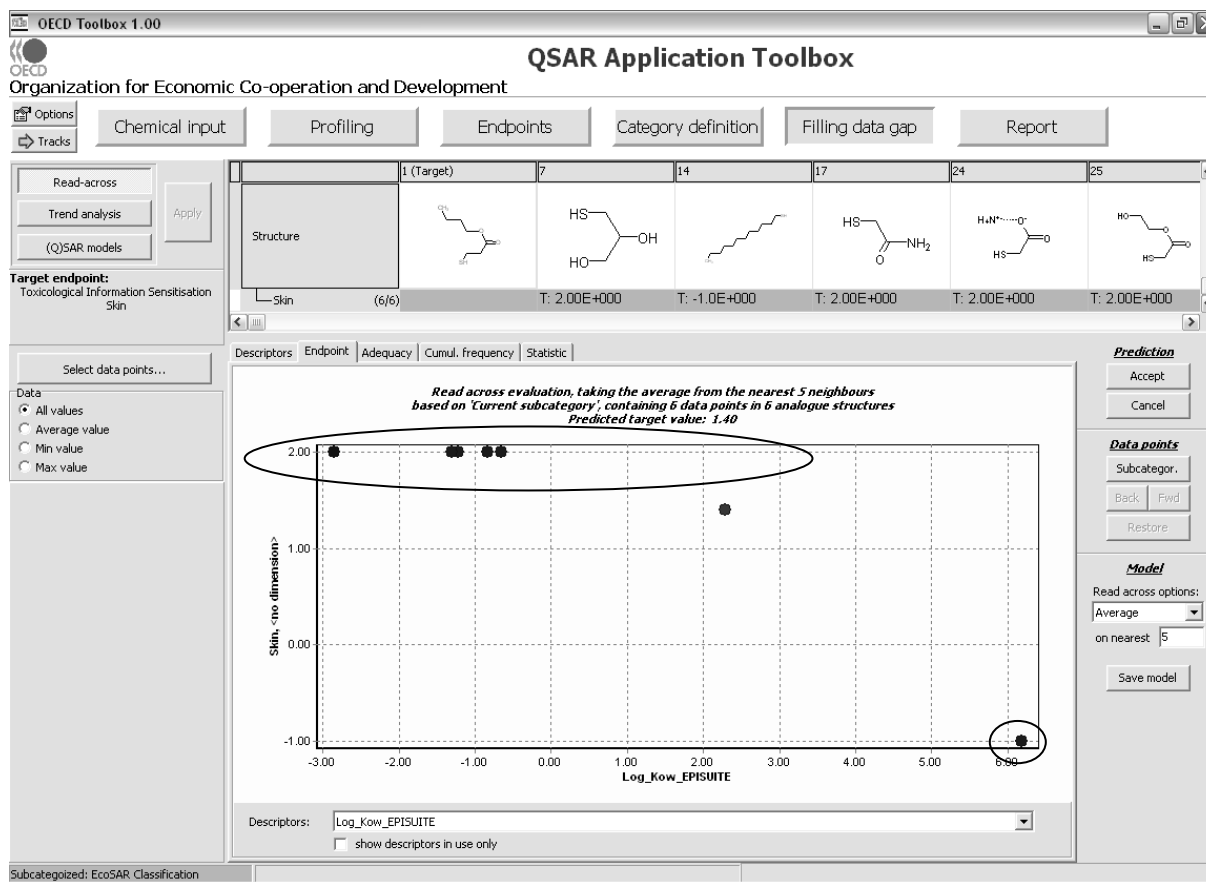 OECD Toolbox 1.00
OECD
QSAR Application Toolbox
Organization for Economic Co-operation and Development
Options
Tracks
Chemical input
Profiling
Endpoints
Category definition
Filling data gap
Report
Read-across
Trend analysis
(Q)SAR models
Apply
Target endpoint:
Toxicological Information Sensitisation
Skin
1 (Target)
7
14
17
24
25
Structure
HS
OH
HO
HS
NH2
O
H4N+ O-
O
HS
HO
O
O
HS
Skin (6/6)
T: 2.00E+000
T: -1.0E+000
T: 2.00E+000
T: 2.00E+000
T: 2.00E+000
Select data points...
Data
All values
Average value
Min value
Max value
Descriptors
Endpoint
Adequacy
Cumul. frequency
Statistic
Read across evaluation, taking the average from the nearest 5 neighbours
based on 'Current subcategory', containing 6 data points in 6 analogue structures
Predicted target value: 1.40
2.00
1.00
0.00
-1.00
Skin, <no dimension>
-3.00 -2.00 -1.00 0.00 1.00 2.00 3.00 4.00 5.00 6.00
Log_Kow_EPISUITE
Descriptors:
Log_Kow_EPISUITE
show descriptors in use only
Prediction
Accept
Cancel
Data points
Subcategor.
Back
Fwd
Restore
Model
Read across options:
Average
on nearest 5
Save model
Subcategoized: EcoSAR Classification